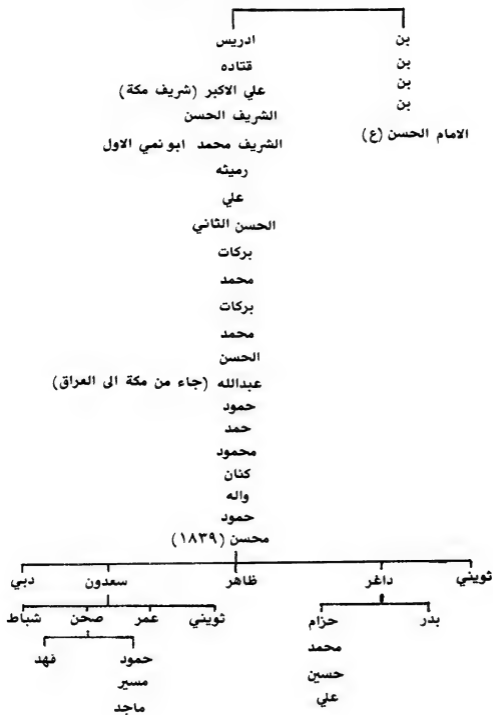 بن
بن
بن
بن
الامام الحسن (ع)
ادريس
قتاده
علي الاكبر (شريف مكة)
الشريف الحسن
الشريف محمد ابو نمي الاول
رميثه
علي
الحسن الثاني
بركات
محمد
بركات
محمد
الحسن
عبدالله (جاء من مكة الى العراق)
حمود
حمد
محمود
كنان
واله
حمود
محسن (١٨٣٩)
ثويني داغر ظاهر سعدون دبي
بدر حزام ثويني عمر صحن شباط
محمد حمود فهد
حسين مسير
علي ماجد